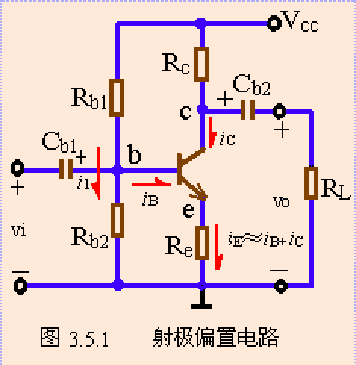 Vcc
Rc
Cb2
Rb1
c
Cb1
b
iC
i1
iB
e
vi
Rb2
Re
iE≈iB+iC
vo
RL
图 3.5.1 射极偏置电路